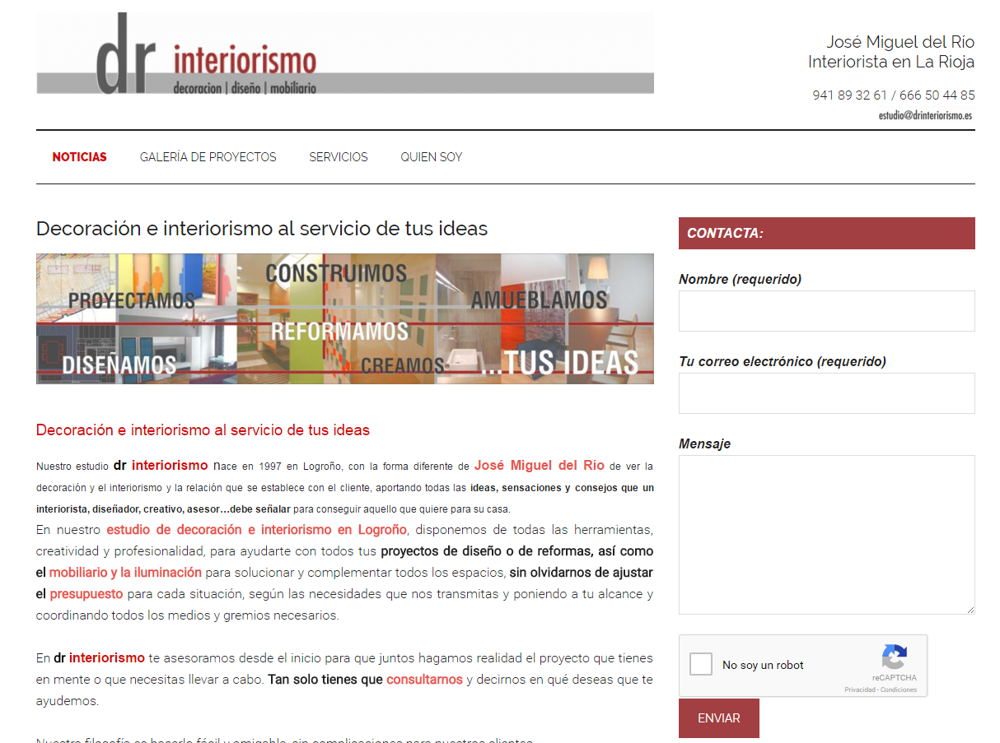 dr interiorismo
decoracion | diseño | mobiliario
José Miguel del Río
Interiorista en La Rioja
941 89 32 61 / 666 50 44 85
estudio@drinteriorismo.es
NOTICIAS GALERÍA DE PROYECTOS SERVICIOS QUIEN SOY
Decoración e interiorismo al servicio de tus ideas
CONSTRUIMOS
PROYECTAMOS
AMUEBLAMOS
REFORMAMOS
DISEÑAMOS
CREAMOS
...TUS IDEAS
Decoración e interiorismo al servicio de tus ideas
Nuestro estudio dr interiorismo nace en 1997 en Logroño, con la forma diferente de José Miguel del Río de ver la
decoración y el interiorismo y la relación que se establece con el cliente, aportando todas las ideas, sensaciones y consejos que un
interiorista, diseñador, creativo, asesor...debe señalar para conseguir aquello que quiere para su casa.
En nuestro estudio de decoración e interiorismo en Logroño, disponemos de todas las herramientas,
creatividad y profesionalidad, para ayudarte con todos tus proyectos de diseño o de reformas, así como
el mobiliario y la iluminación para solucionar y complementar todos los espacios, sin olvidarnos de ajustar
el presupuesto para cada situación, según las necesidades que nos transmitas y poniendo a tu alcance y
coordinando todos los medios y gremios necesarios.
En dr interiorismo te asesoramos desde el inicio para que juntos hagamos realidad el proyecto que tienes
en mente o que necesitas llevar a cabo. Tan solo tienes que consultarnos y decirnos en qué deseas que te
ayudemos.
Nuestra filosofía es hacerlo fácil y amigable, sin complicaciones para nuestros clientes.
CONTACTA:
Nombre (requerido)
Tu correo electrónico (requerido)
Mensaje
No soy un robot
reCAPTCHA
Privacidad - Condiciones
ENVIAR